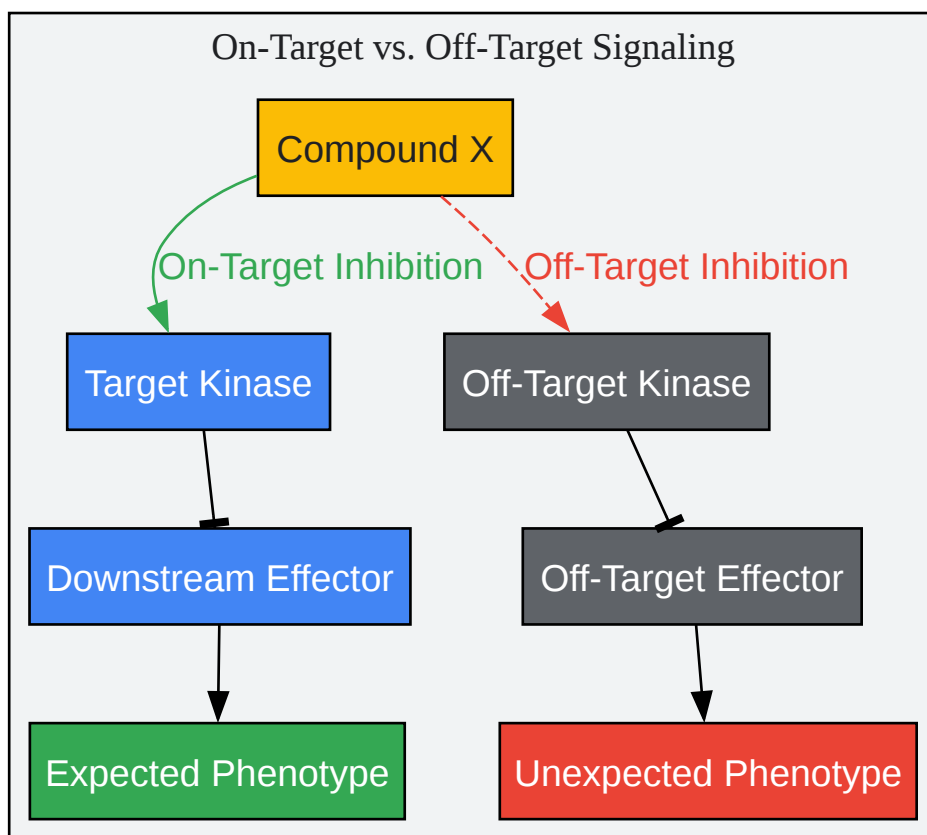 On-Target vs. Off-Target Signaling
Compound X
On-Target Inhibition
Off-Target Inhibition
Target Kinase
Off-Target Kinase
Downstream Effector
Off-Target Effector
Expected Phenotype
Unexpected Phenotype